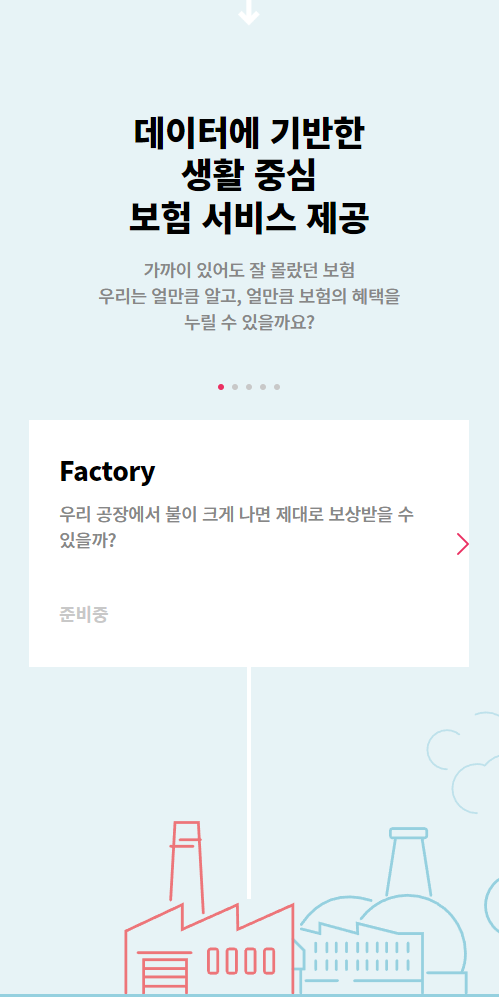 데이터에 기반한
생활 중심
보험 서비스 제공
가까이 있어도 잘 몰랐던 보험
우리는 얼만큼 알고, 얼만큼 보험의 혜택을
누릴 수 있을까요?
Factory
우리 공장에서 불이 크게 나면 제대로 보상받을 수
있을까?
준비중